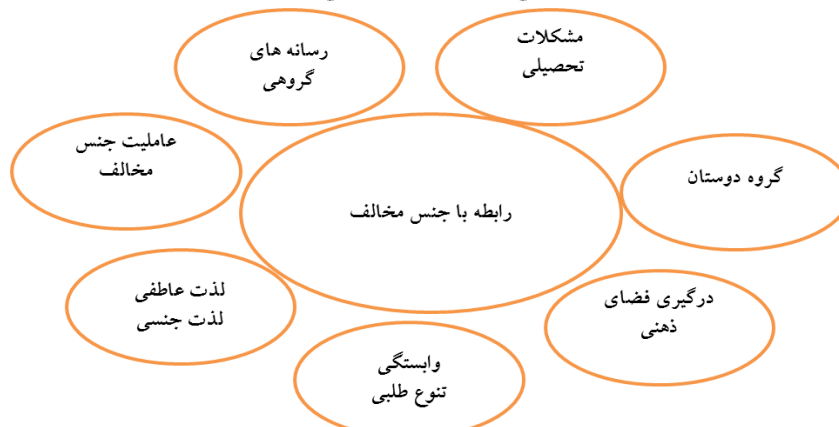 مشکلات
تحصیلی
رسانه های
گروهی
عاملیت جنس
مخالف
گروه دوستان
رابطه با جنس مخالف
لذت عاطفی
لذت جنسی
درگیری فضای
ذهنی
وابستگی
تنوع طلبی